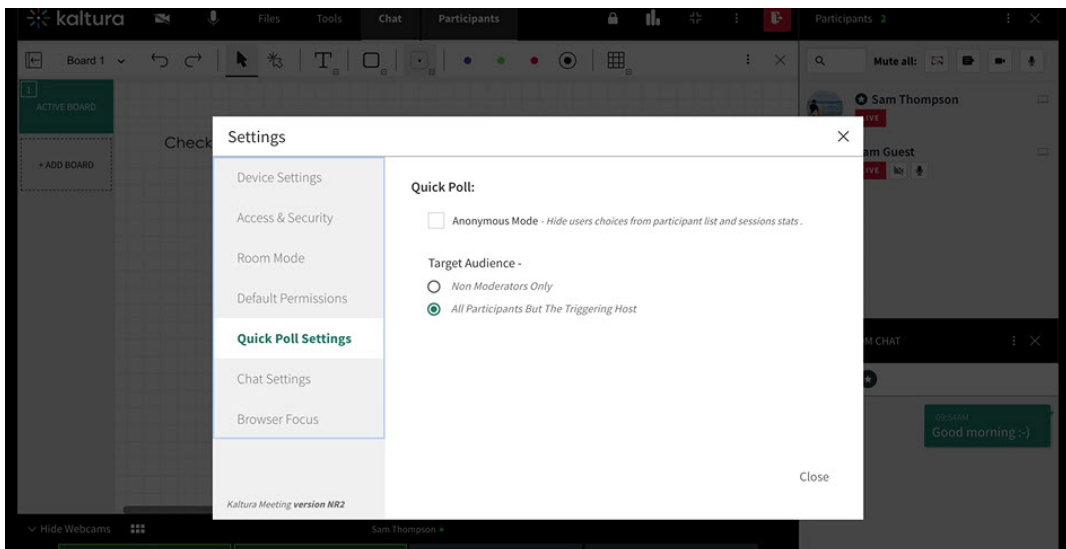 kaltura
Files
Tools
Chat
Participants
Participants 2
Board 1
T
Mute all:
1
ACTIVE BOARD
+ ADD BOARD
Check
Sam Thompson
LIVE
am Guest
IVE
Settings
Device Settings
Access & Security
Room Mode
Default Permissions
Quick Poll Settings
Chat Settings
Browser Focus
Kaltura Meeting version NR2
Quick Poll:
Anonymous Mode - Hide users choices from participant list and sessions stats .
Target Audience -
Non Moderators Only
All Participants But The Triggering Host
Close
M CHAT
09:54AM
Good morning :-)
Hide Webcams
Sam Thompson